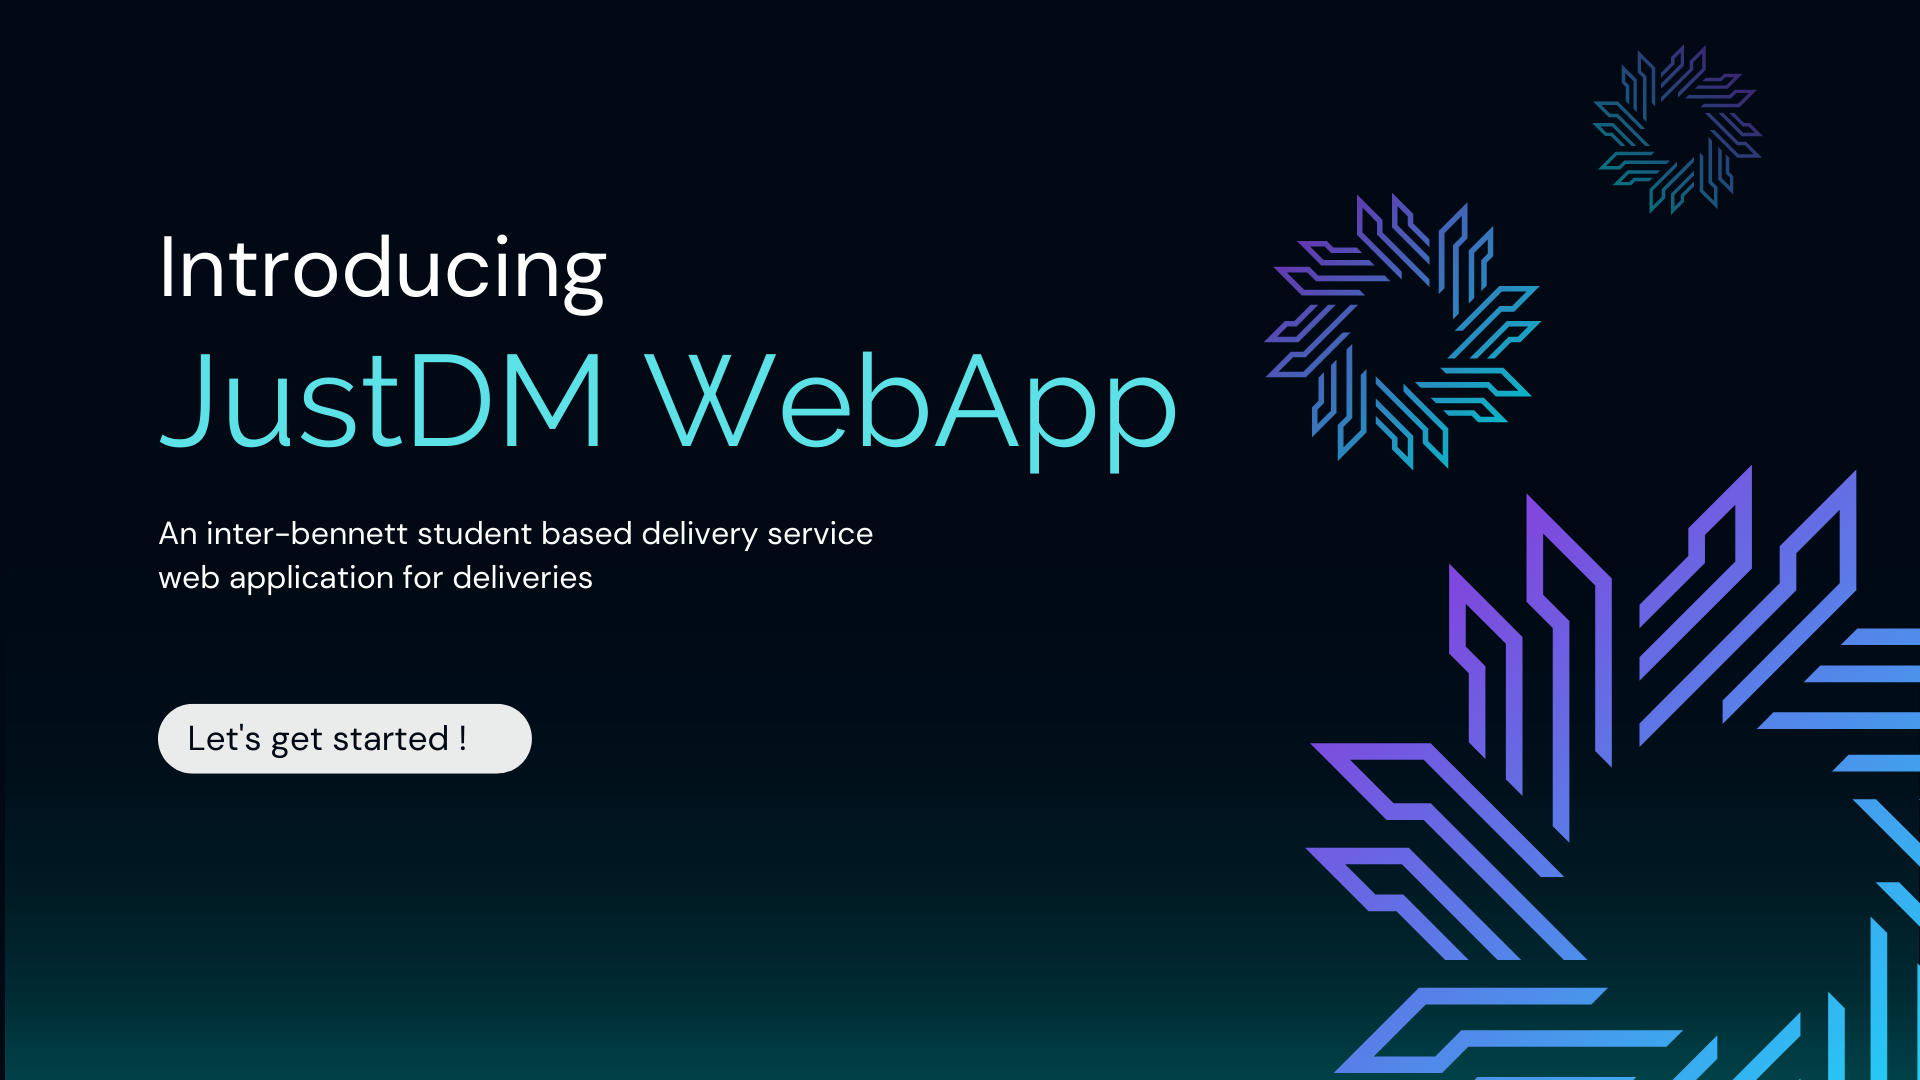 Introducing
JustDM WebApp
An inter-bennett student based delivery service
web application for deliveries
Let's get started !